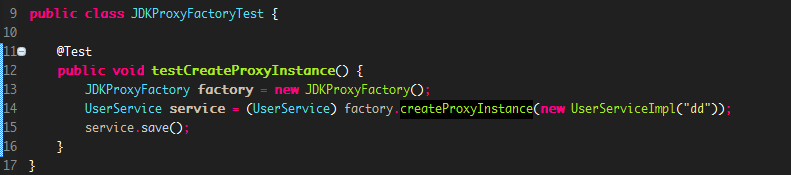 9 public class JDKProxyFactoryTest {
10
11 @Test
12 public void testCreateProxyInstance() {
13 JDKProxyFactory factory = new JDKProxyFactory();
14 UserService service = (UserService) factory.createProxyInstance(new UserServiceImpl("dd"));
15 service.save();
16 }
17 }